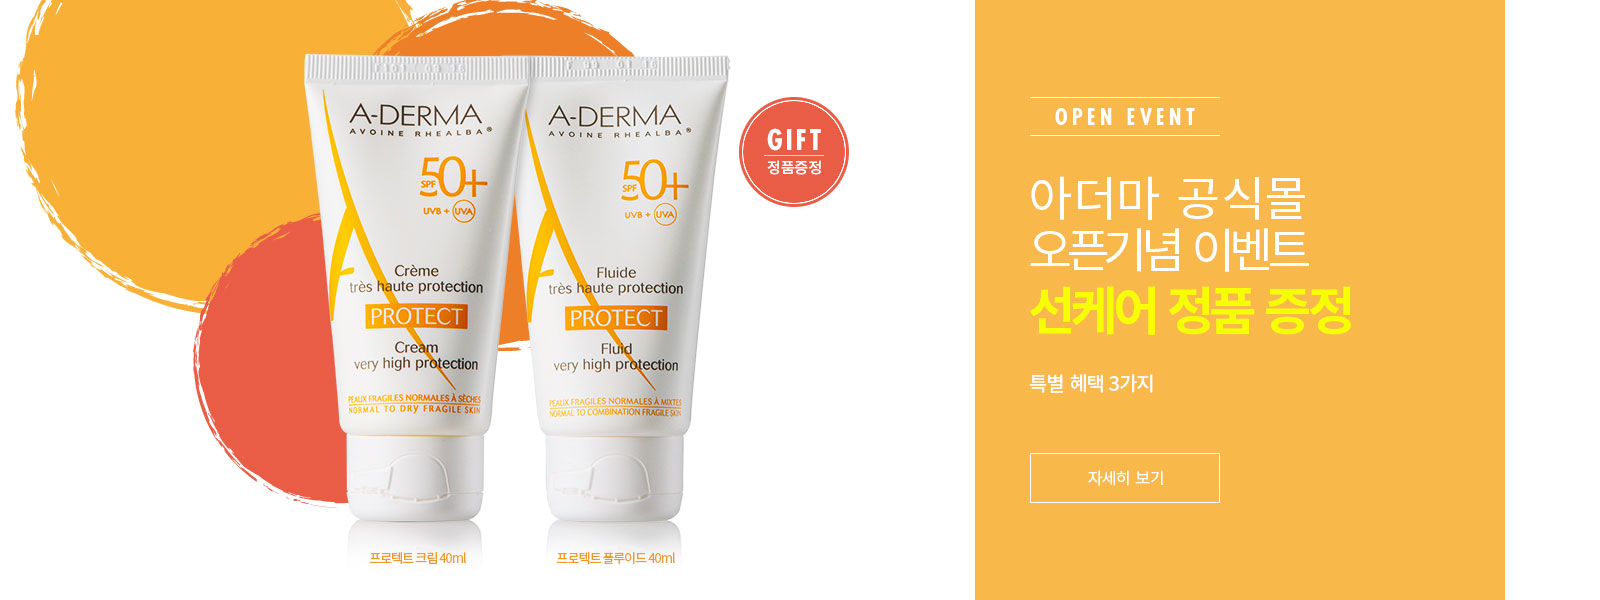 A-DERMA
AVOINE RHEALBA®
SPF 50+
UVB + UVA
Crème
très haute protection
PROTECT
Cream
very high protection
PEAUX FRAGILES NORMALES À SÈCHES
NORMAL TO DRY FRAGILE SKIN
프로텍트 크림 40ml
A-DERMA
AVOINE RHEALBA®
SPF 50+
UVB + UVA
Fluide
très haute protection
PROTECT
Fluid
very high protection
PEAUX FRAGILES NORMALES À MIXTES
NORMAL TO COMBINATION FRAGILE SKIN
프로텍트 플루이드 40ml
GIFT
정품증정
OPEN EVENT
아더마 공식몰
오픈기념 이벤트
선케어 정품 증정
특별 혜택 3가지
자세히 보기